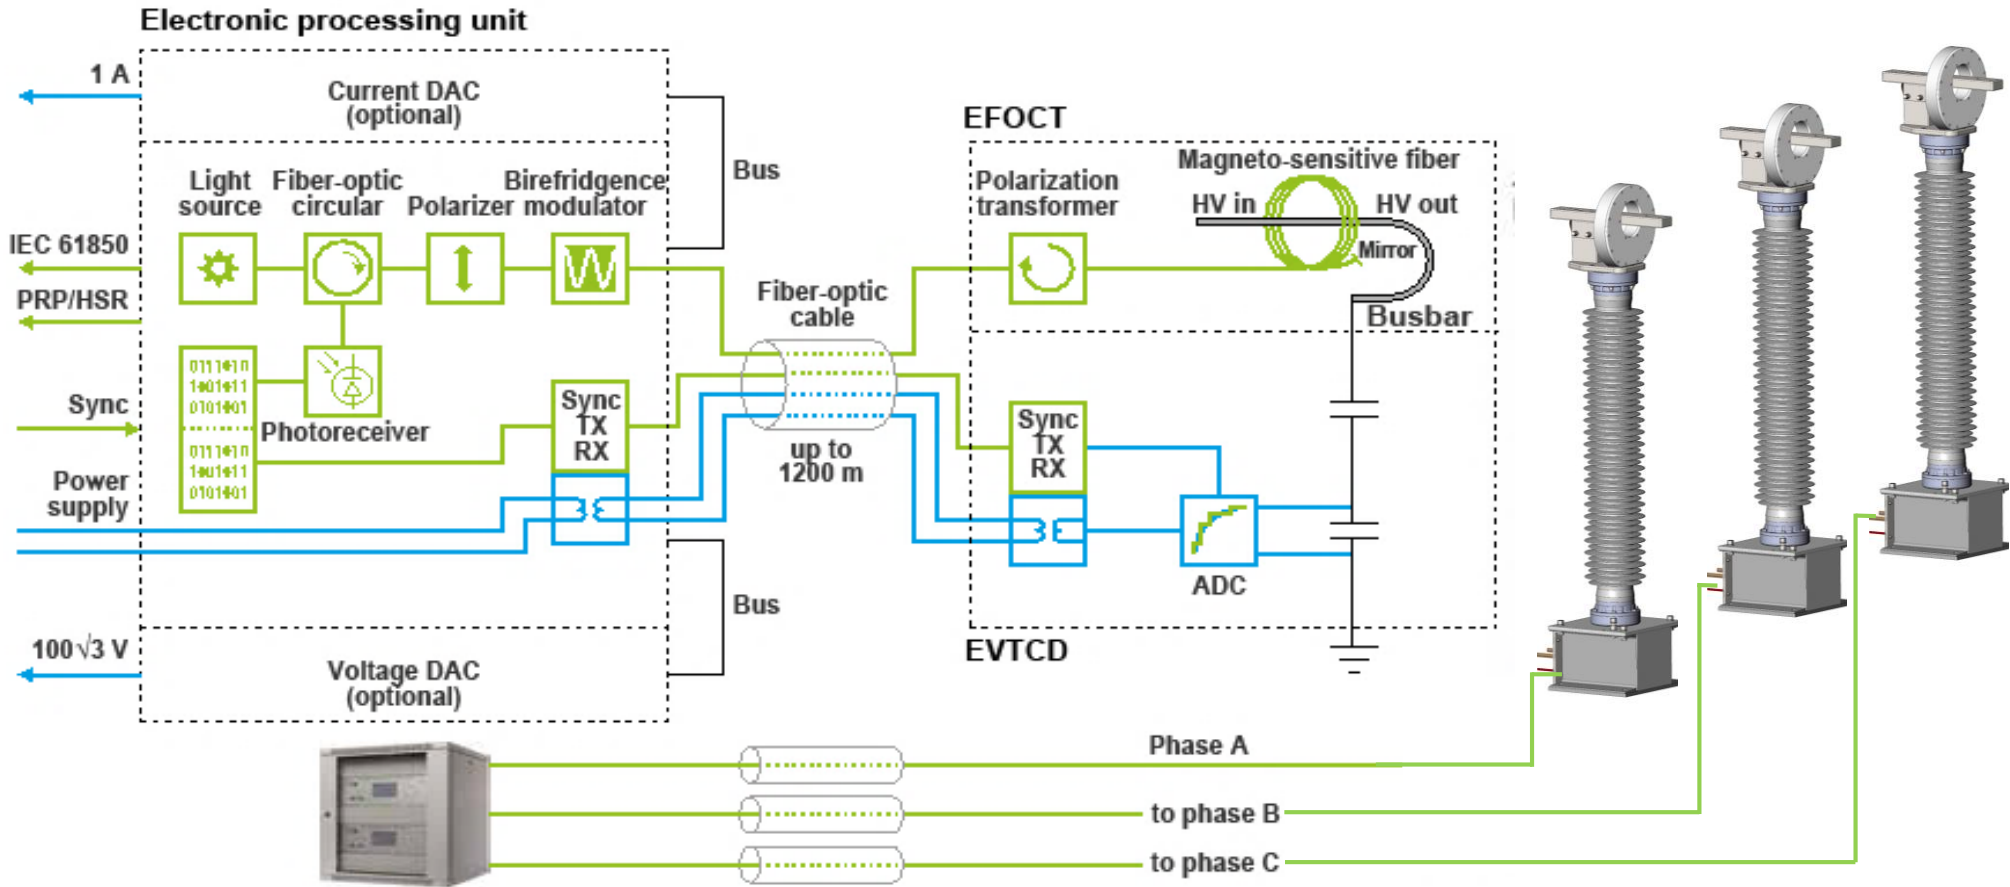 Electronic processing unit
1 A
Current DAC
(optional)
Bus
Light
source
Fiber-optic
circular
Polarizer
Birefridgence
modulator
IEC 61850
PRP/HSR
Photoreceiver
Sync
Sync
TX
RX
Power
supply
Bus
100√3 V
Voltage DAC
(optional)
Fiber-optic
cable
up to
1200 m
EFOCT
Polarization
transformer
Magneto-sensitive fiber
HV in
HV out
Mirror
Busbar
Sync
TX
RX
ADC
EVTCD
Phase A
to phase B
to phase C